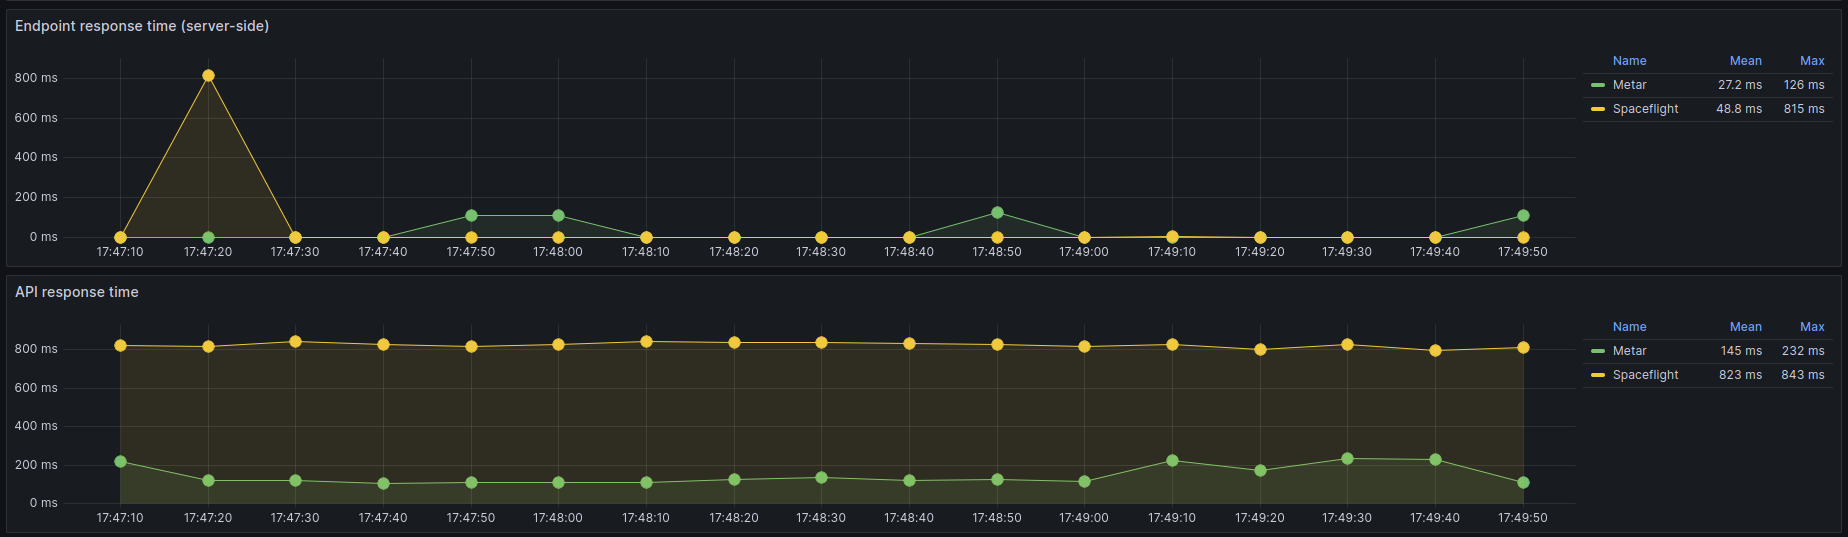 Endpoint response time (server-side)
Name Mean Max
Metar 27.2 ms 126 ms
Spaceflight 48.8 ms 815 ms
800 ms
600 ms
400 ms
200 ms
0 ms
17:47:10 17:47:20 17:47:30 17:47:40 17:47:50 17:48:00 17:48:10 17:48:20 17:48:30 17:48:40 17:48:50 17:49:00 17:49:10 17:49:20 17:49:30 17:49:40 17:49:50
API response time
Name Mean Max
Metar 145 ms 232 ms
Spaceflight 823 ms 843 ms
800 ms
600 ms
400 ms
200 ms
0 ms
17:47:10 17:47:20 17:47:30 17:47:40 17:47:50 17:48:00 17:48:10 17:48:20 17:48:30 17:48:40 17:48:50 17:49:00 17:49:10 17:49:20 17:49:30 17:49:40 17:49:50